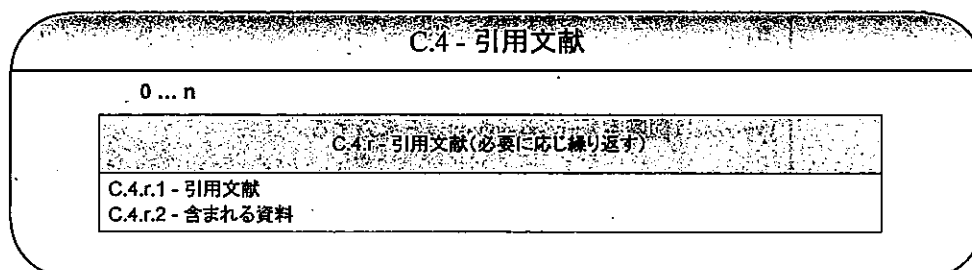 C.4 - 引用文献
0 ... n
C.4.r - 引用文献(必要に応じ繰り返す)
C.4.r.1 - 引用文献
C.4.r.2 - 含まれる資料